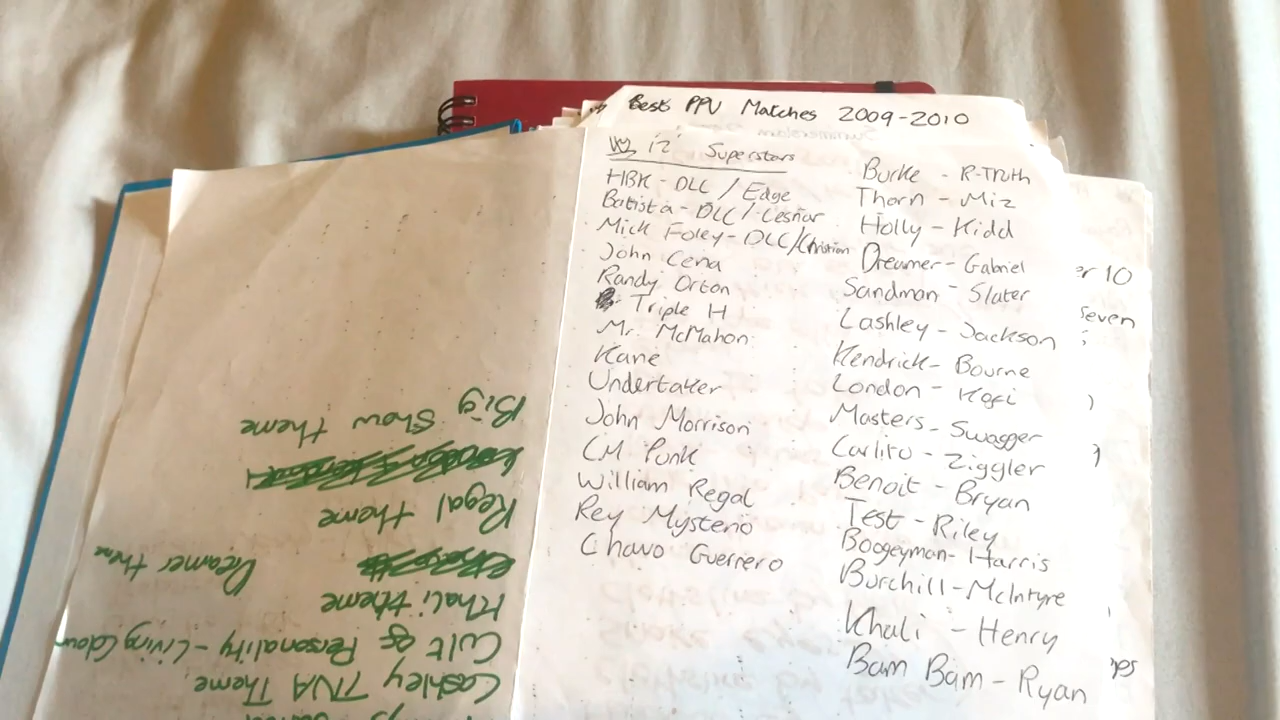 Best PPV Matches 2009-2010
'12 Superstars
HBK - DLC / Edge
Batista - DLC / Lesnar
Mick Foley - DLC/Christian
John Cena
Randy Orton
Triple H
Mr. McMahon
Kane
Undertaker
John Morrison
CM Punk
William Regal
Rey Mysterio
Chavo Guerrero
Burke - R-Truth
Thorn - Miz
Holly - Kidd
Dreamer - Gabriel
Sandman - Slater
Lashley - Jackson
Kendrick - Bourne
London - Kofi
Masters - Swagger
Carlito - Ziggler
Benoit - Bryan
Test - Riley
Boogeyman - Harris
Burchill - McIntyre
Khali - Henry
Bam Bam - Ryan
er 10
seven
Lashley TNA Theme
Cult of Personality - Living Colour
Khali theme
Dreamer theme
Regal theme
Big Show theme